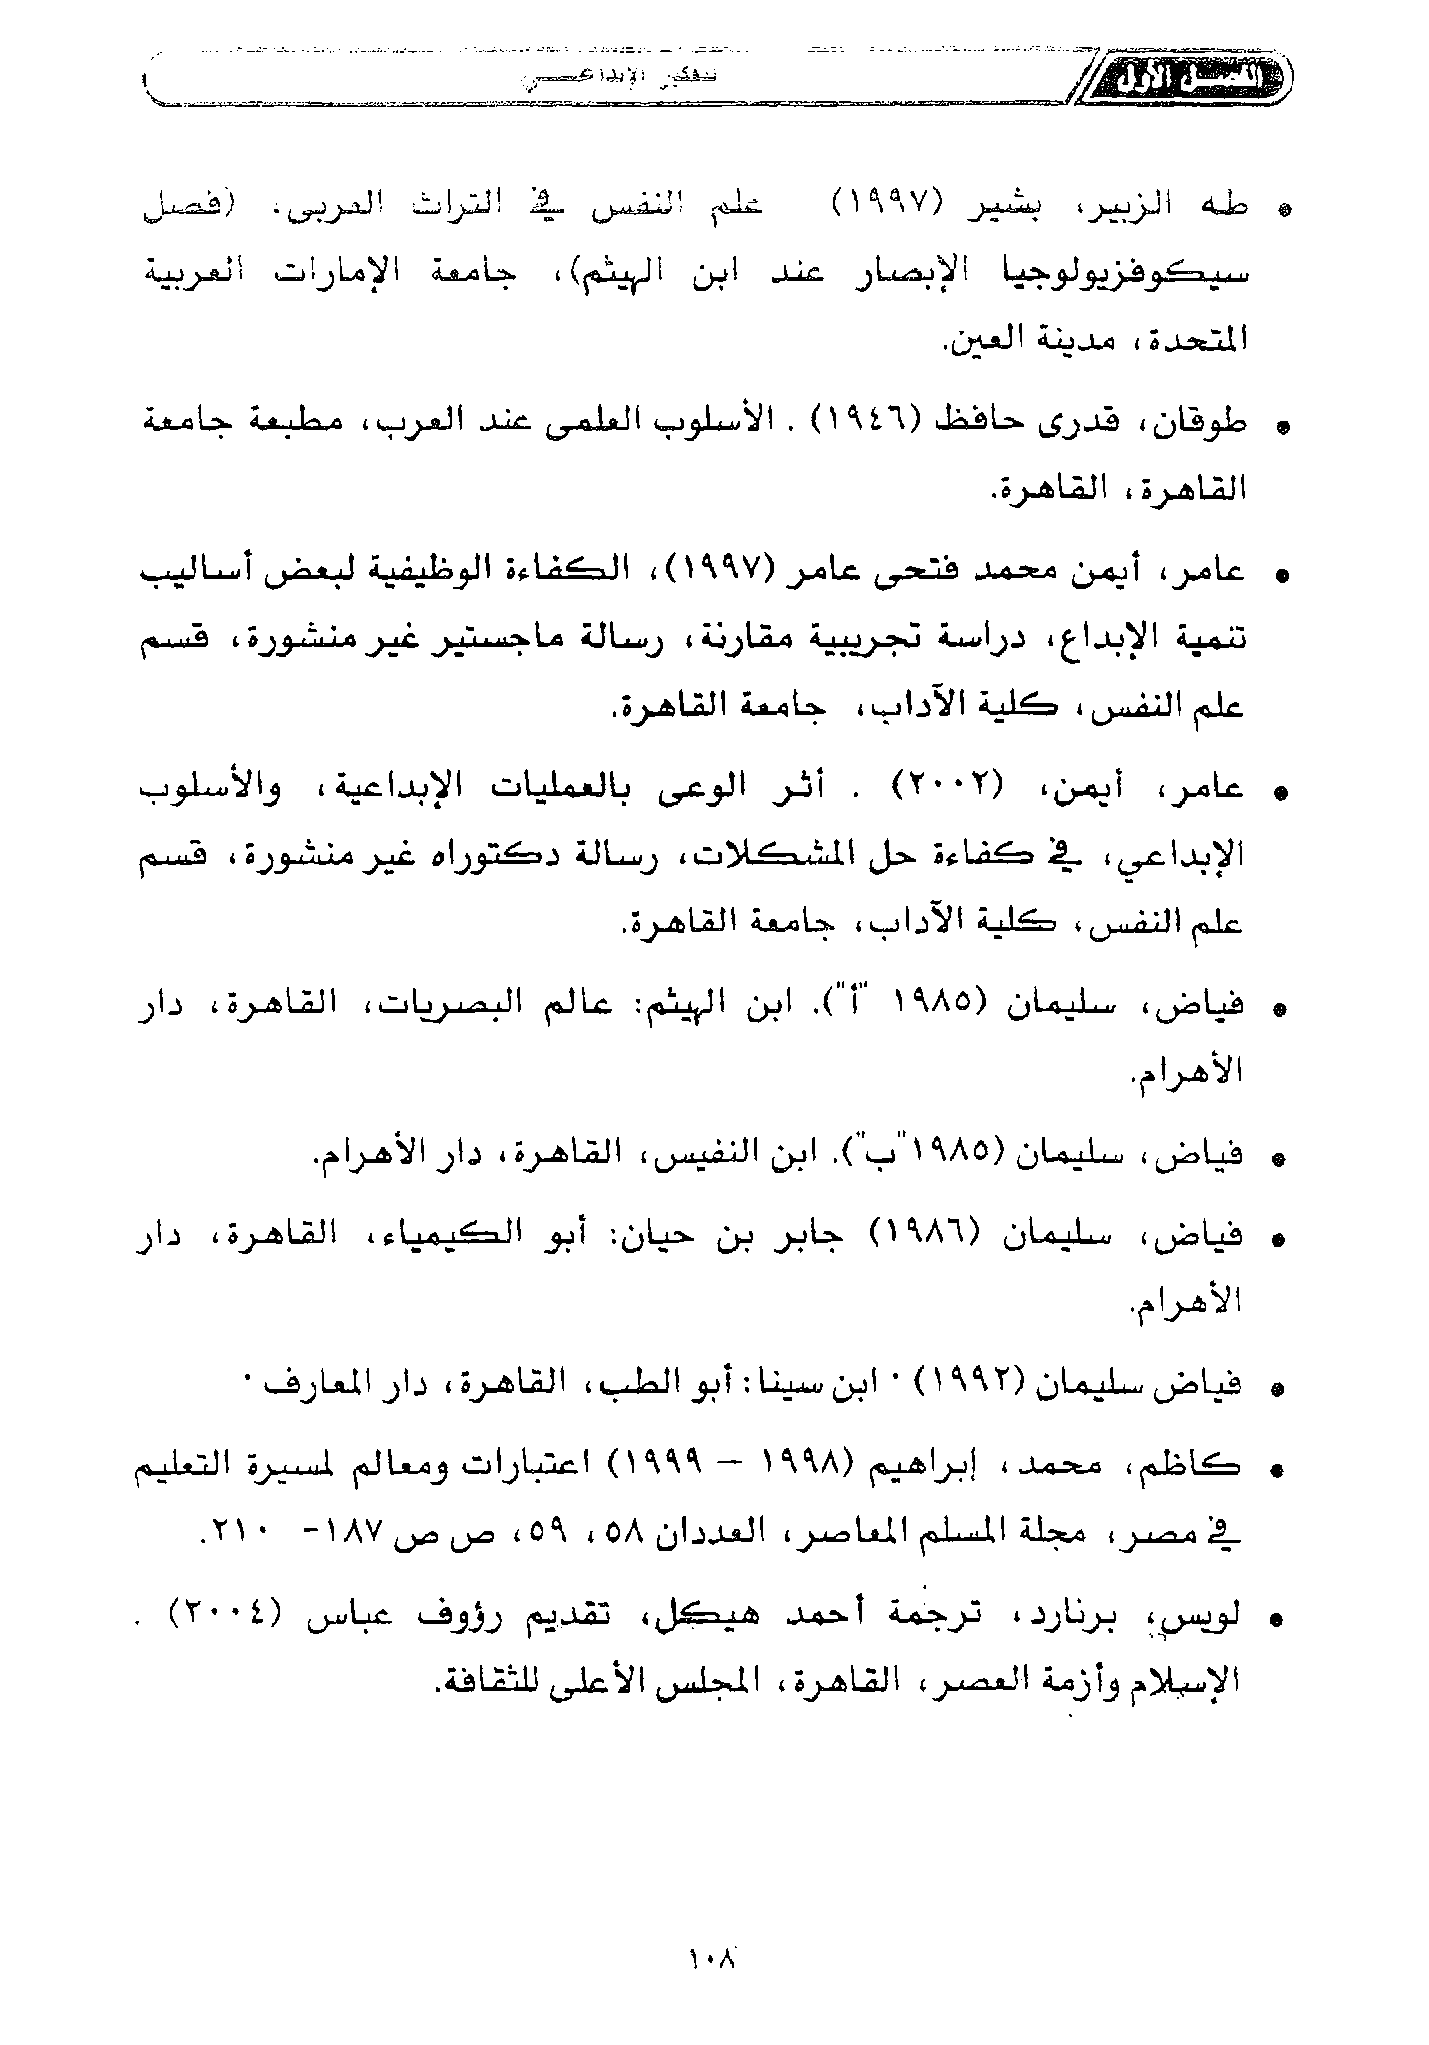 الفصل الأول
تفكير الإبداعي
• طه الزبير، بشير (١٩٩٧) علم النفس في التراث العربى. (فصل
سيكوفزيولوجيا الإبصار عند ابن الهيثم)، جامعة الإمارات العربية
المتحدة، مدينة العين.
• طوقان، قدرى حافظ (١٩٤٦) . الأسلوب العلمى عند العرب، مطبعة جامعة
القاهرة، القاهرة.
• عامر، أيمن محمد فتحى عامر (١٩٩٧)، الكفاءة الوظيفية لبعض أساليب
تنمية الإبداع، دراسة تجريبية مقارنة، رسالة ماجستير غير منشورة، قسم
علم النفس، كلية الآداب، جامعة القاهرة.
• عامر، أيمن، (٢٠٠٢) . أثر الوعى بالعمليات الإبداعية، والأسلوب
الإبداعي، في كفاءة حل المشكلات، رسالة دكتوراه غير منشورة، قسم
علم النفس، كلية الآداب، جامعة القاهرة.
• فياض، سليمان (١٩٨٥ "أ"). ابن الهيثم: عالم البصريات، القاهرة، دار
الأهرام.
• فياض، سليمان (١٩٨٥"ب"). ابن النفيس، القاهرة، دار الأهرام.
• فياض، سليمان (١٩٨٦) جابر بن حيان: أبو الكيمياء، القاهرة، دار
الأهرام.
• فياض سليمان (١٩٩٢) ٠ ابن سينا: أبو الطب، القاهرة، دار المعارف ٠
• كاظم، محمد، إبراهيم (١٩٩٨ – ١٩٩٩) اعتبارات ومعالم لمسيرة التعليم
في مصر، مجلة المسلم المعاصر، العددان ٥٨، ٥٩، ص ص ١٨٧- ٢١٠.
• لويس، برنارد، ترجمة أحمد هيكل، تقديم رؤوف عباس (٢٠٠٤) .
الإسلام وأزمة العصر، القاهرة، المجلس الأعلى للثقافة.
١٠٨